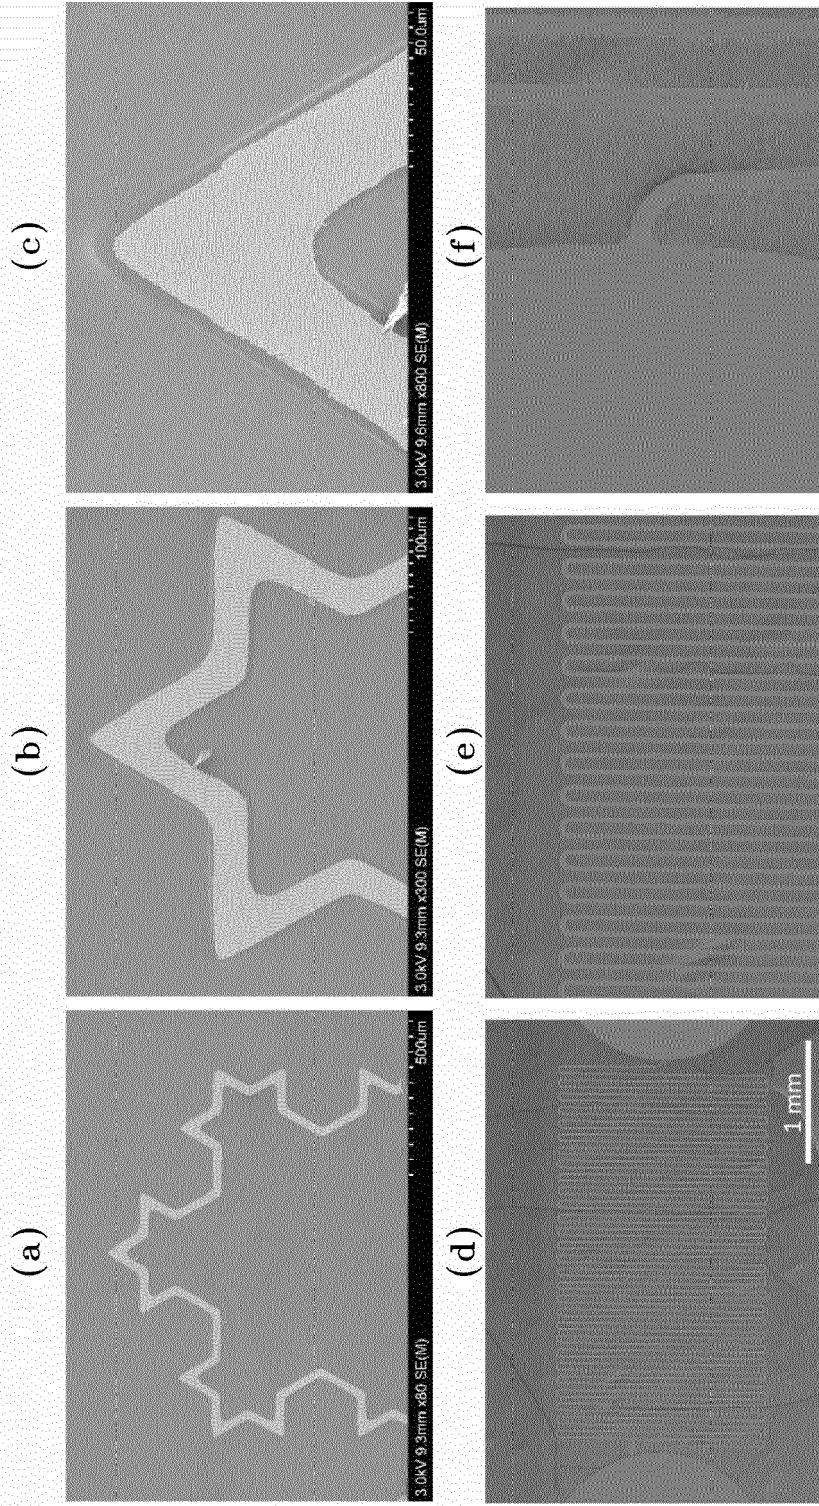 (a)
(b)
(c)
3.0kV 9.3mm x80 SE(M)
500um
3.0kV 9.3mm x300 SE(M)
100um
3.0kV 9.6mm x800 SE(M)
50.0um
(d)
(e)
(f)
1 mm